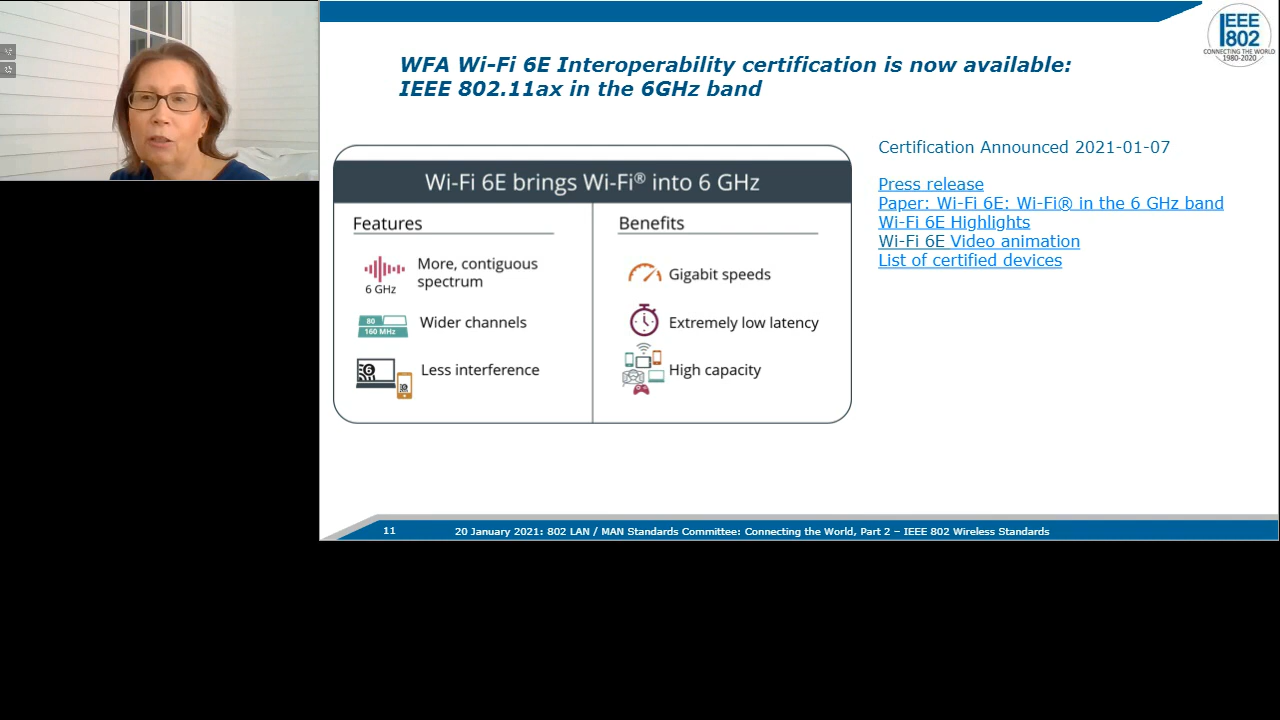 IEEE
802
CONNECTING THE WORLD
1980-2020
WFA Wi-Fi 6E Interoperability certification is now available:
IEEE 802.11ax in the 6GHz band
Wi-Fi 6E brings Wi-Fi® into 6 GHz
Features
6 GHz
More, contiguous
spectrum
80
160 MHz
Wider channels
6
Less interference
Benefits
Gigabit speeds
Extremely low latency
High capacity
Certification Announced 2021-01-07
Press release
Paper: Wi-Fi 6E: Wi-Fi® in the 6 GHz band
Wi-Fi 6E Highlights
Wi-Fi 6E Video animation
List of certified devices
11
20 January 2021: 802 LAN / MAN Standards Committee: Connecting the World, Part 2 – IEEE 802 Wireless Standards